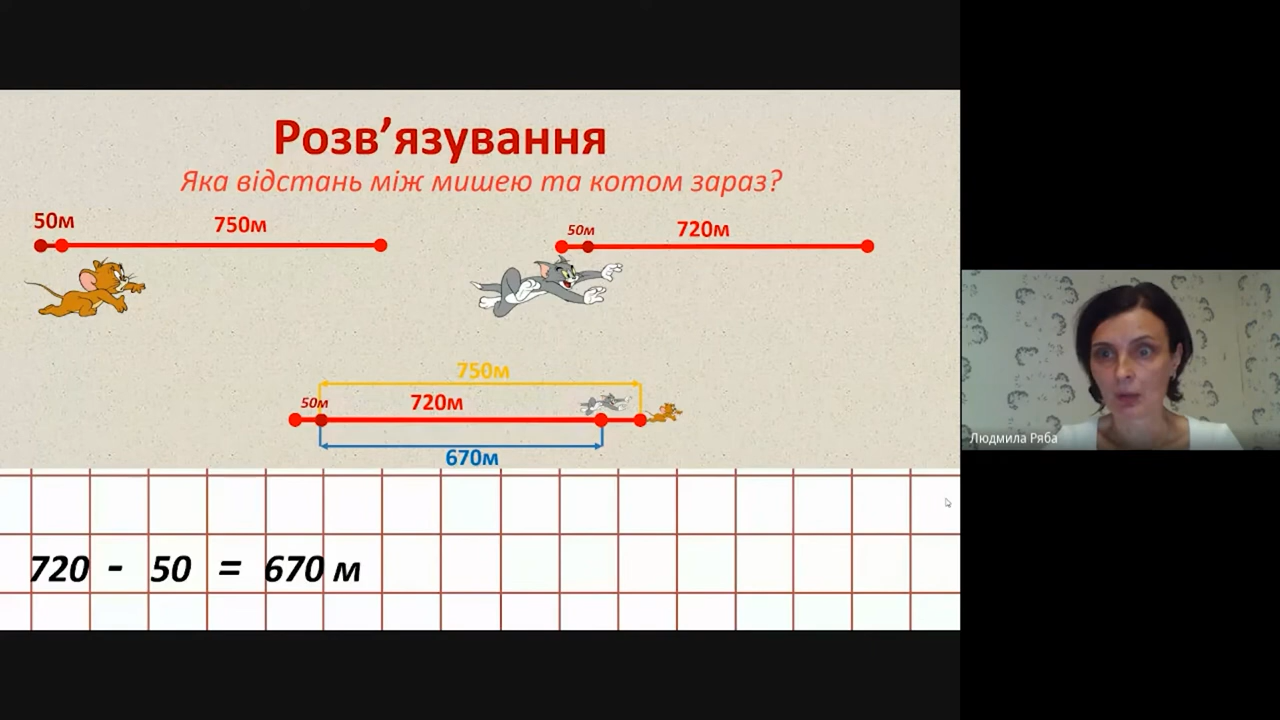 Розв’язування
Яка відстань між мишею та котом зараз?
50м
750м
50м
720м
750м
50м
720м
670м
720 - 50 = 670 м
Людмила Ряба